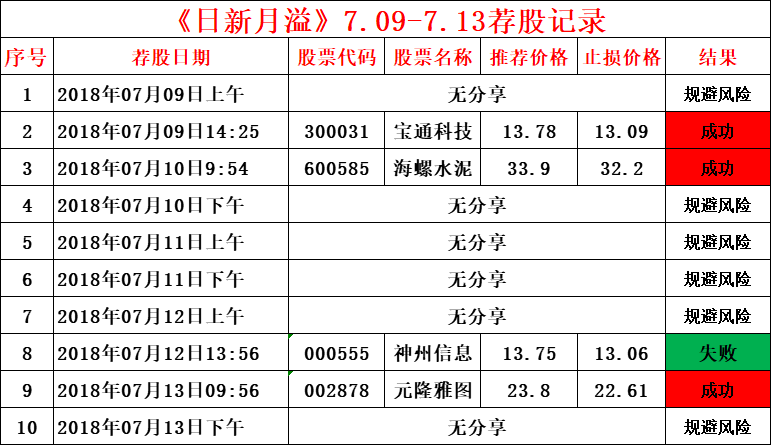 《日新月溢》7.09-7.13荐股记录
序号 荐股日期 股票代码 股票名称 推荐价格 止损价格 结果
1 2018年07月09日上午 无分享 规避风险
2 2018年07月09日14:25 300031 宝通科技 13.78 13.09 成功
3 2018年07月10日9:54 600585 海螺水泥 33.9 32.2 成功
4 2018年07月10日下午 无分享 规避风险
5 2018年07月11日上午 无分享 规避风险
6 2018年07月11日下午 无分享 规避风险
7 2018年07月12日上午 无分享 规避风险
8 2018年07月12日13:56 000555 神州信息 13.75 13.06 失败
9 2018年07月13日09:56 002878 元隆雅图 23.8 22.61 成功
10 2018年07月13日下午 无分享 规避风险